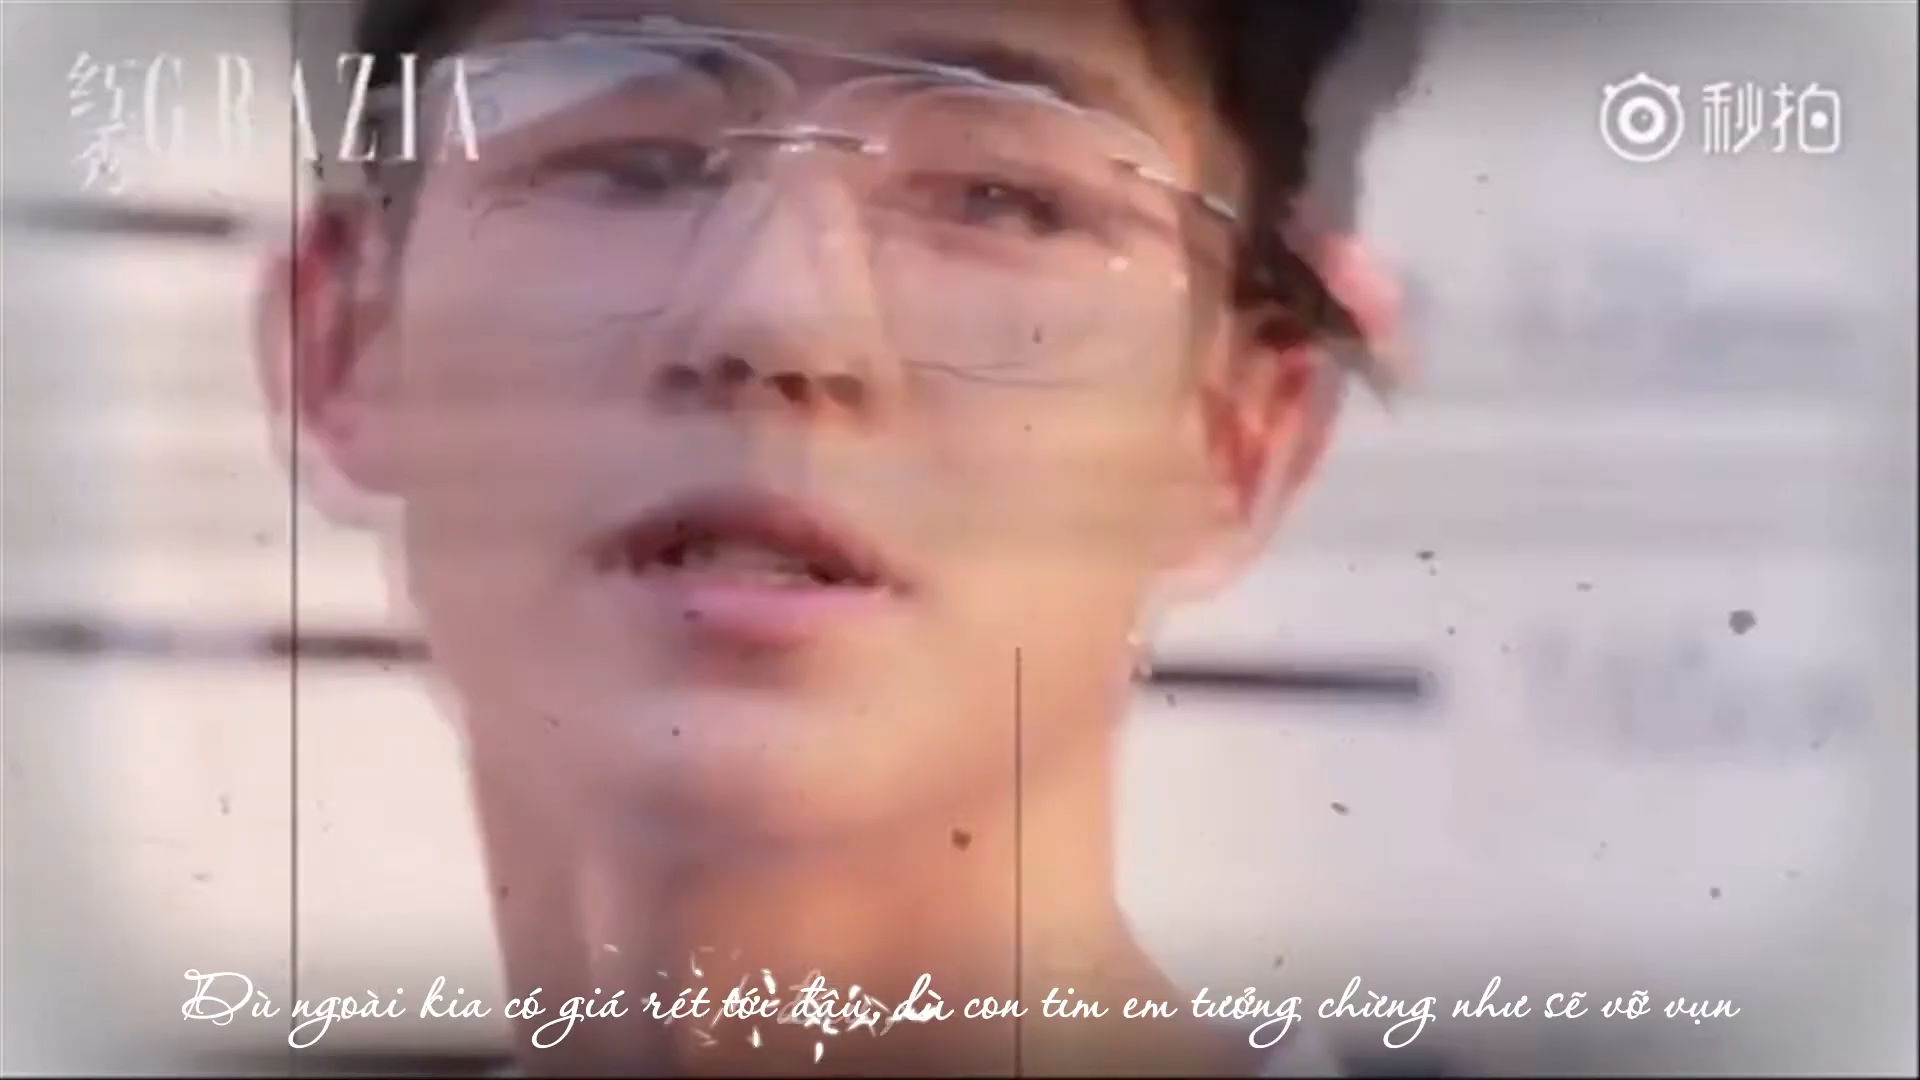 红秀GRAZIA
秒拍
Dù ngoài kia có giá rét tới đâu, dù con tim em tưởng chừng như sẽ vỡ vụn